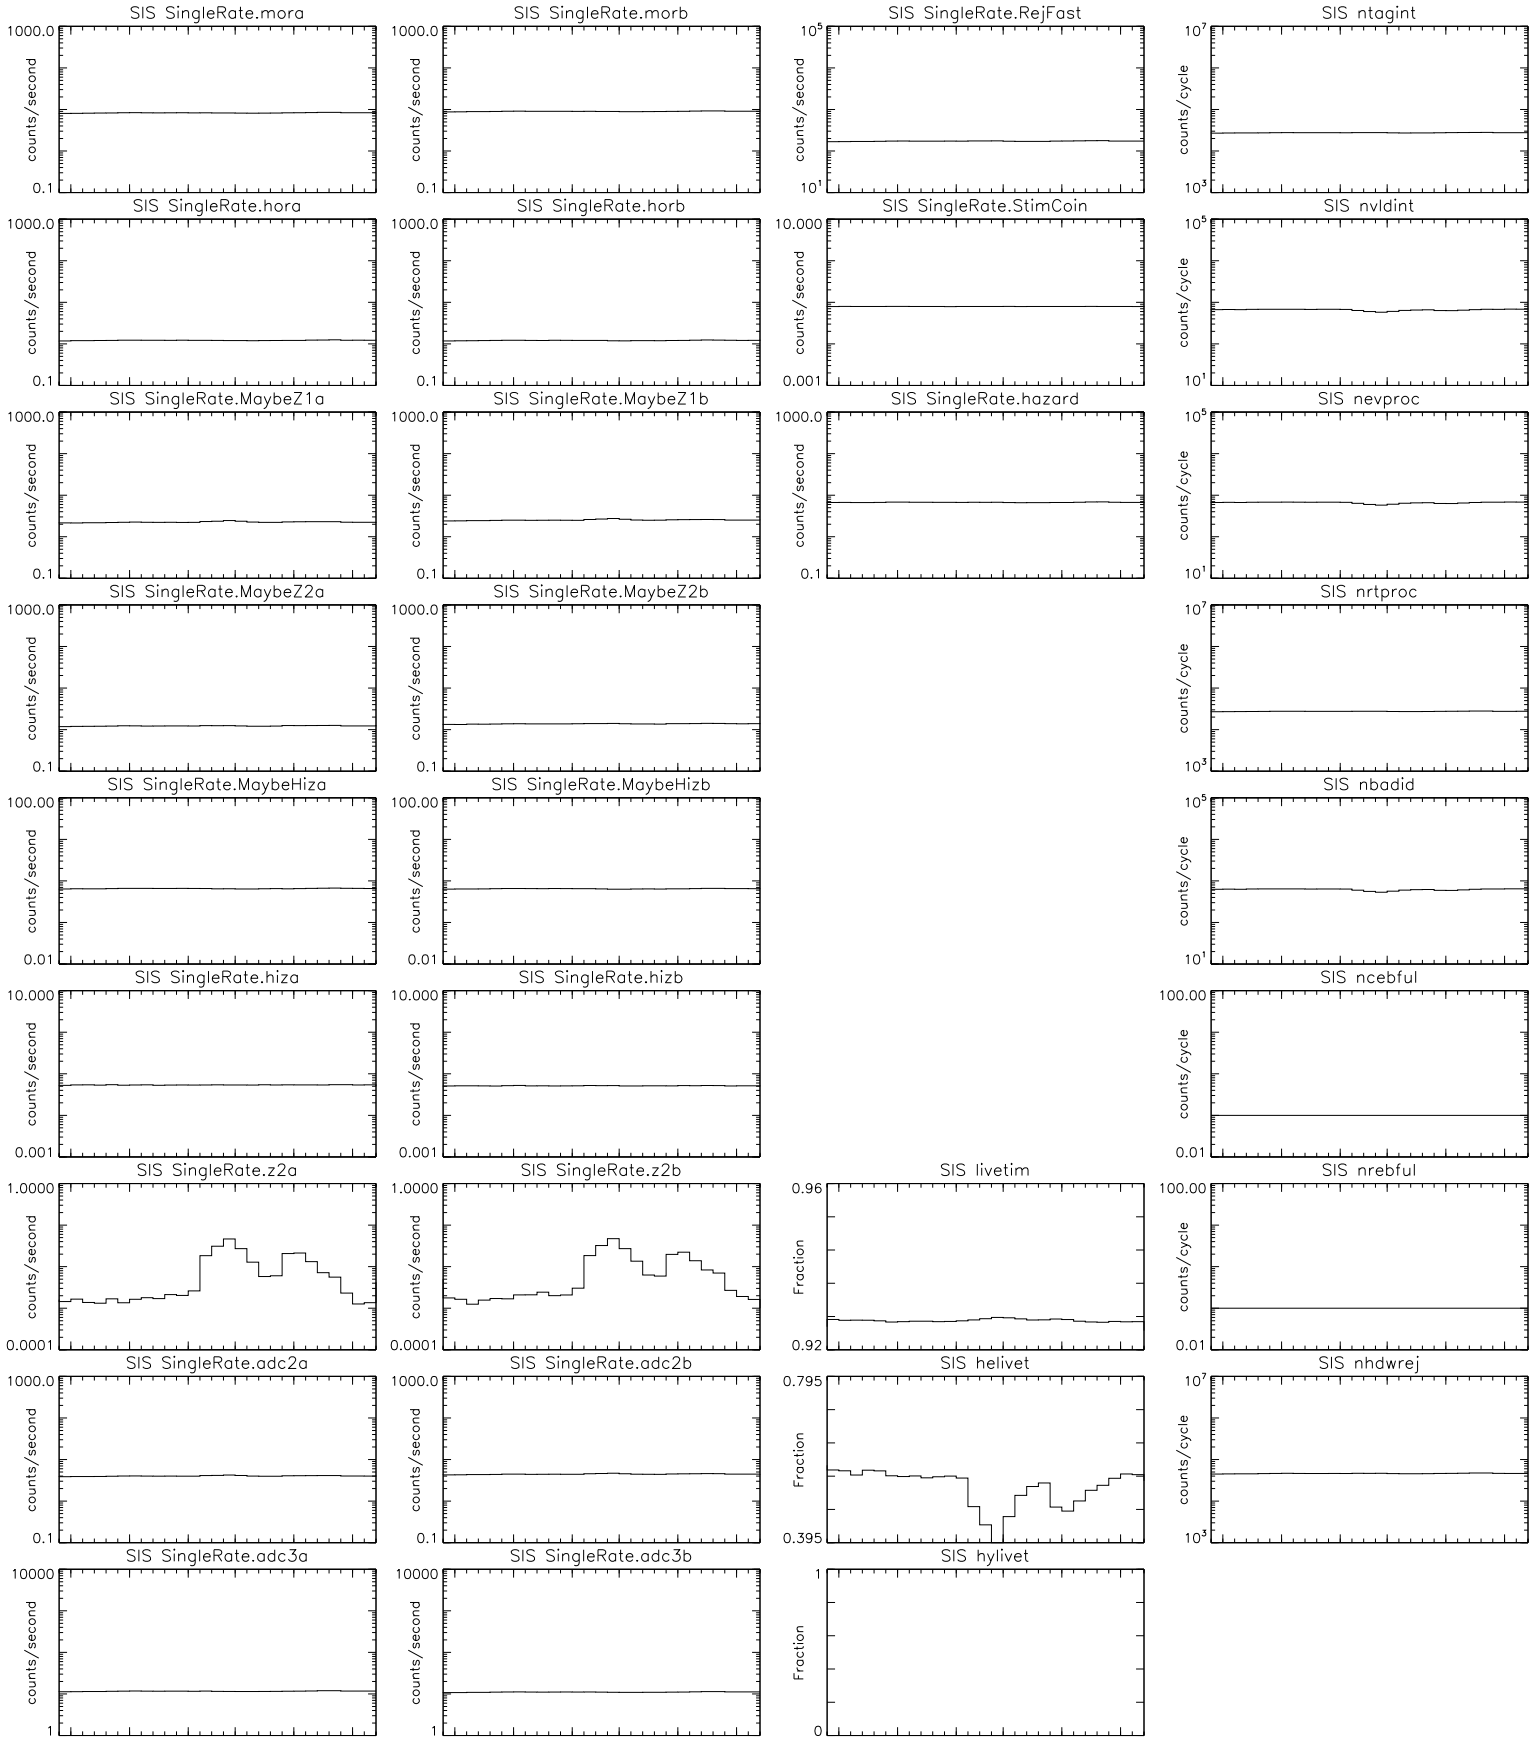 SIS SingleRate.mora
1000.0
counts/second
0.1
SIS SingleRate.morb
1000.0
counts/second
0.1
SIS SingleRate.RejFast
10^5
counts/second
10^1
SIS ntagint
10^7
counts/cycle
10^3
SIS SingleRate.hora
1000.0
counts/second
0.1
SIS SingleRate.horb
1000.0
counts/second
0.1
SIS SingleRate.StimCoin
10.000
counts/second
0.001
SIS nvldint
10^5
counts/cycle
10^1
SIS SingleRate.MaybeZ1a
1000.0
counts/second
0.1
SIS SingleRate.MaybeZ1b
1000.0
counts/second
0.1
SIS SingleRate.hazard
1000.0
counts/second
0.1
SIS nevproc
10^5
counts/cycle
10^1
SIS SingleRate.MaybeZ2a
1000.0
counts/second
0.1
SIS SingleRate.MaybeZ2b
1000.0
counts/second
0.1
SIS nrtproc
10^7
counts/cycle
10^3
SIS SingleRate.MaybeHiza
100.00
counts/second
0.01
SIS SingleRate.MaybeHizb
100.00
counts/second
0.01
SIS nbadid
10^5
counts/cycle
10^1
SIS SingleRate.hiza
10.000
counts/second
0.001
SIS SingleRate.hizb
10.000
counts/second
0.001
SIS ncebful
100.00
counts/cycle
0.01
SIS SingleRate.z2a
1.0000
counts/second
0.0001
SIS SingleRate.z2b
1.0000
counts/second
0.0001
SIS livetim
0.96
Fraction
0.92
SIS nrebful
100.00
counts/cycle
0.01
SIS SingleRate.adc2a
1000.0
counts/second
0.1
SIS SingleRate.adc2b
1000.0
counts/second
0.1
SIS helivet
0.795
Fraction
0.395
SIS nhdwrej
10^7
counts/cycle
10^3
SIS SingleRate.adc3a
10000
counts/second
1
SIS SingleRate.adc3b
10000
counts/second
1
SIS hylivet
1
Fraction
0